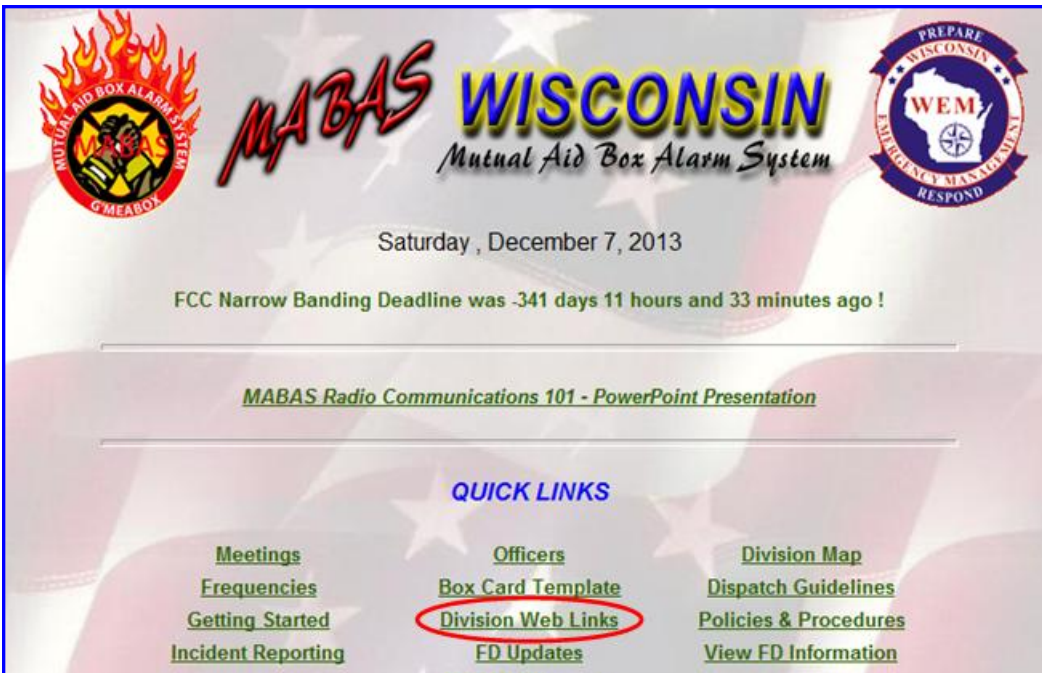 MUTUAL AID BOX ALARM SYSTEM
MABAS
G'MEABOX
MABAS WISCONSIN
Mutual Aid Box Alarm System
PREPARE
WISCONSIN
WEM
EMERGENCY MANAGEMENT
RESPOND
Saturday , December 7, 2013
FCC Narrow Banding Deadline was -341 days 11 hours and 33 minutes ago !
MABAS Radio Communications 101 - PowerPoint Presentation
QUICK LINKS
Meetings Officers Division Map
Frequencies Box Card Template Dispatch Guidelines
Getting Started Division Web Links Policies & Procedures
Incident Reporting FD Updates View FD Information